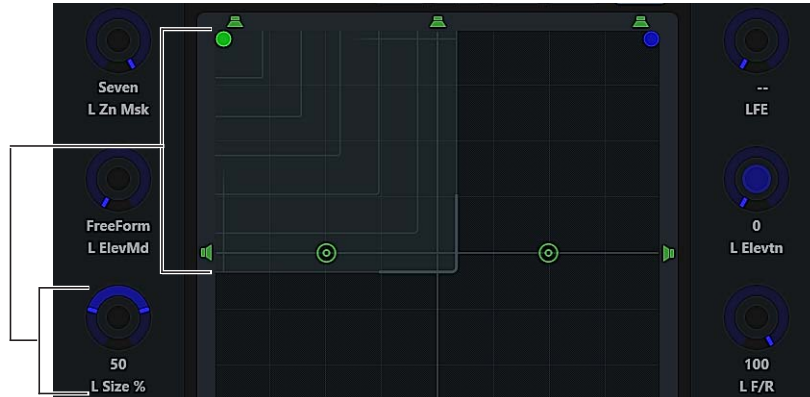 Seven
L Zn Msk
FreeForm
L ElevMd
50
L Size %
--
LFE
0
L Elevtn
100
L F/R